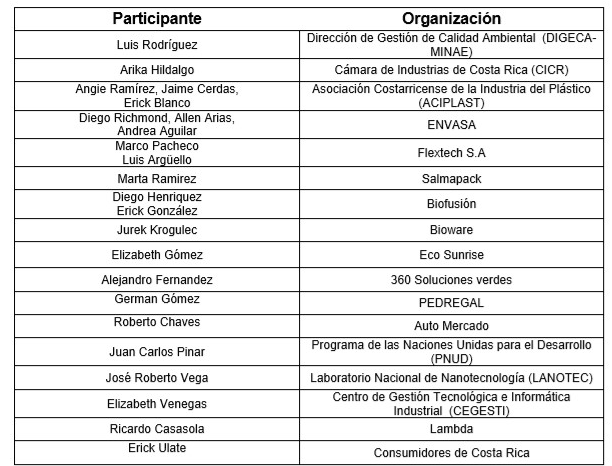 Participante Organización
Luis Rodríguez Dirección de Gestión de Calidad Ambiental (DIGECA-
MINAE)
Arika Hidalgo Cámara de Industrias de Costa Rica (CICR)
Angie Ramírez, Jaime Cerdas, Asociación Costarricense de la Industria del Plástico
Erick Blanco (ACIPLAST)
Diego Richmond, Allen Arias,
Andrea Aguilar ENVASA
Marco Pacheco
Luis Argüello Flextech S.A
Marta Ramirez Salmapack
Diego Henriquez
Erick González Biofusión
Jurek Krogulec Bioware
Elizabeth Gómez Eco Sunrise
Alejandro Fernandez 360 Soluciones verdes
German Gómez PEDREGAL
Roberto Chaves Auto Mercado
Juan Carlos Pinar Programa de las Naciones Unidas para el Desarrollo
(PNUD)
José Roberto Vega Laboratorio Nacional de Nanotecnología (LANOTEC)
Elizabeth Venegas Centro de Gestión Tecnológica e Informática
Industrial (CEGESTI)
Ricardo Casasola Lambda
Erick Ulate Consumidores de Costa Rica